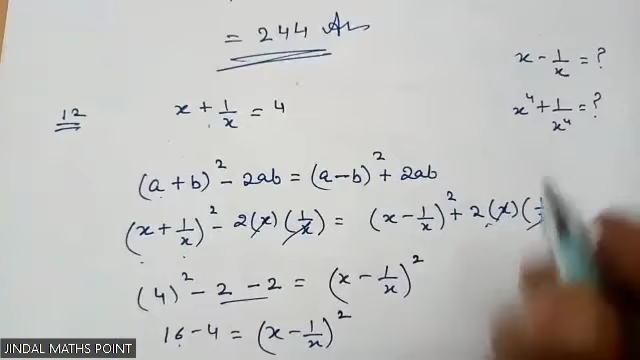 = 244 Ans
x - 1/x = ?
12 x + 1/x = 4
x⁴ + 1/x⁴ = ?
(a + b)² - 2ab = (a - b)² + 2ab
(x + 1/x)² - 2(x)(1/x) = (x - 1/x)² + 2(x)(
(4)² - 2 - 2 = (x - 1/x)²
16 - 4 = (x - 1/x)²
JINDAL MATHS POINT